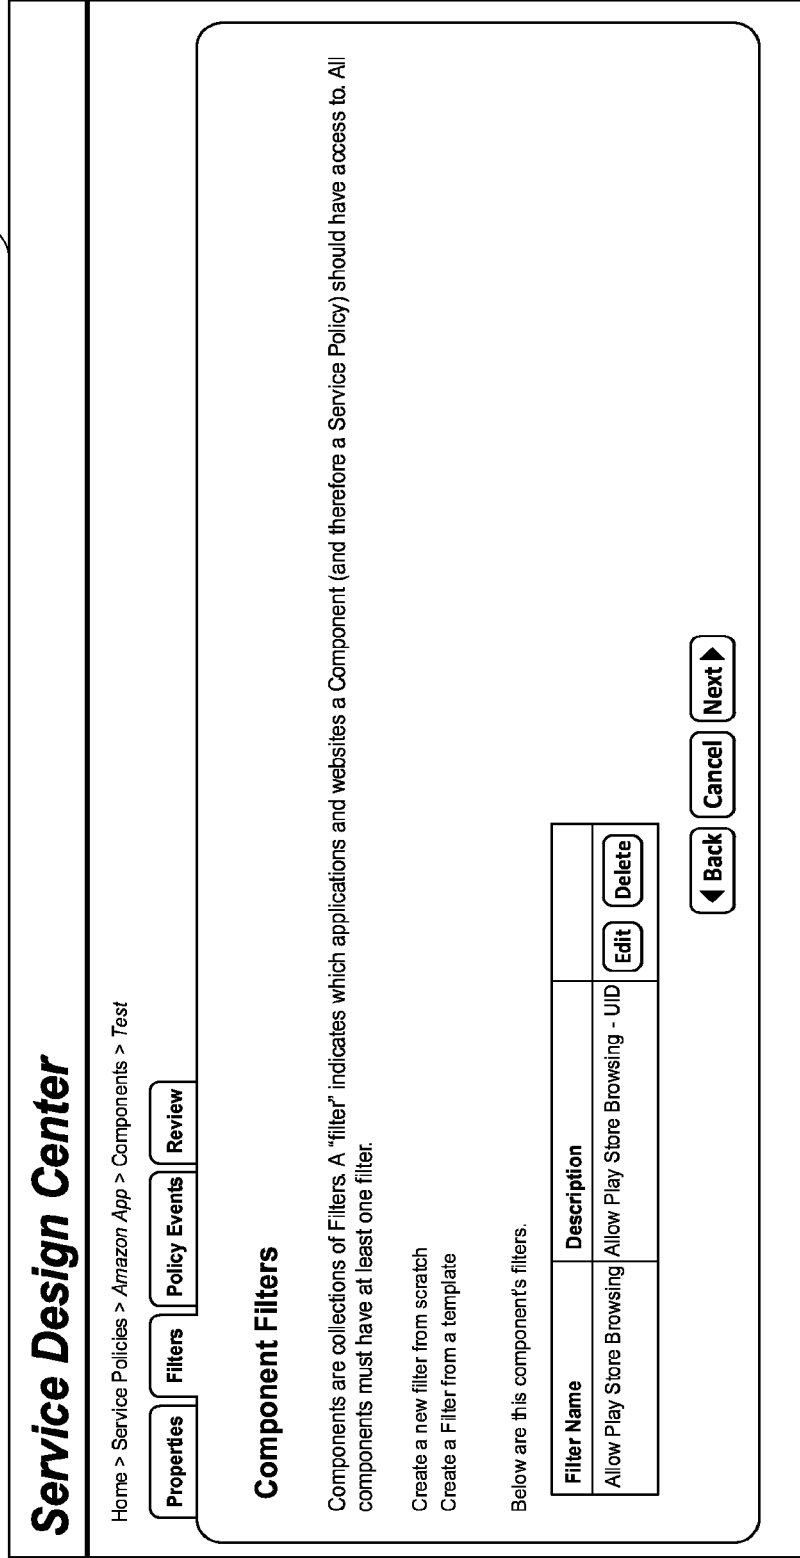 Service Design Center
Home > Service Policies > Amazon App > Components > Test
Properties Filters Policy Events Review
Component Filters
Components are collections of Filters. A “filter” indicates which applications and websites a Component (and therefore a Service Policy) should have access to. All
components must have at least one filter.
Create a new filter from scratch
Create a Filter from a template
Below are this component's filters.
Filter Name Description
Allow Play Store Browsing Allow Play Store Browsing - UID Edit Delete
Back Cancel Next